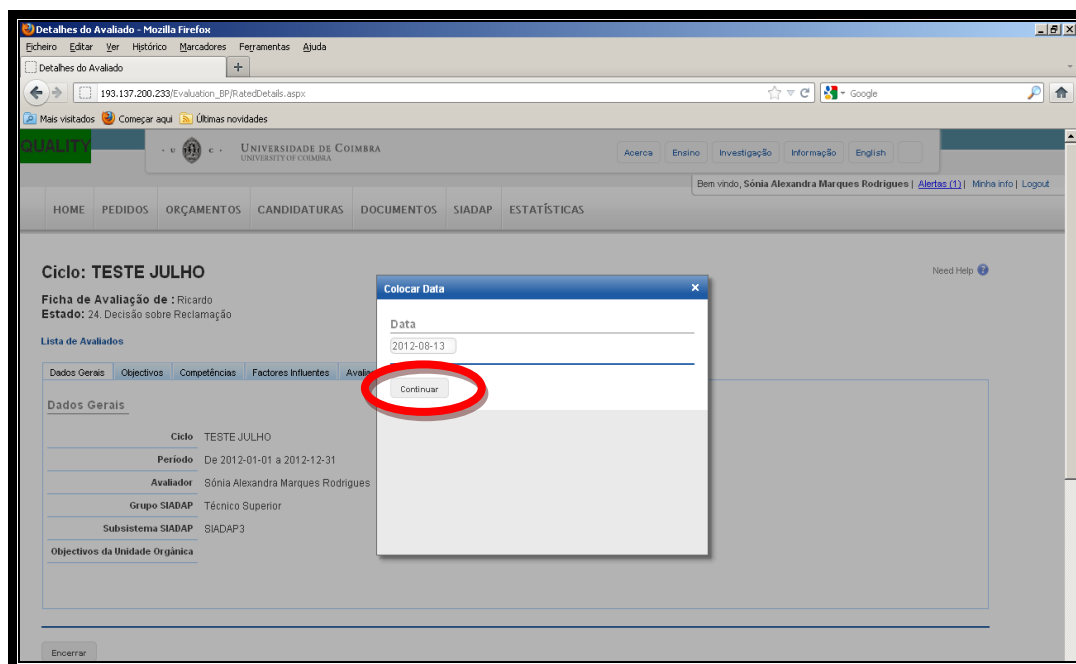 Detalhes do Avaliado - Mozilla Firefox
Ficheiro Editar Ver Histórico Marcadores Ferramentas Ajuda
Detalhes do Avaliado
193.137.200.233/Evaluation_BP/RatedDetails.aspx
Google
Mais visitados Começar aqui Últimas novidades
QUALITY
· U C · UNIVERSIDADE DE COIMBRA
UNIVERSITY OF COIMBRA
Acerca Ensino Investigação Informação English
Bem vindo, Sónia Alexandra Marques Rodrigues | Alertas (1) | Minha info | Logout
HOME PEDIDOS ORÇAMENTOS CANDIDATURAS DOCUMENTOS SIADAP ESTATÍSTICAS
Ciclo: TESTE JULHO
Need Help ?
Ficha de Avaliação de : Ricardo
Estado: 24. Decisão sobre Reclamação
Lista de Avaliados
Colocar Data ×
Data
2012-08-13
Continuar
Dados Gerais Objectivos Competências Factores Influentes
Dados Gerais
Ciclo TESTE JULHO
Período De 2012-01-01 a 2012-12-31
Avaliador Sónia Alexandra Marques Rodrigues
Grupo SIADAP Técnico Superior
Subsistema SIADAP SIADAP3
Objectivos da Unidade Orgânica
Encerrar